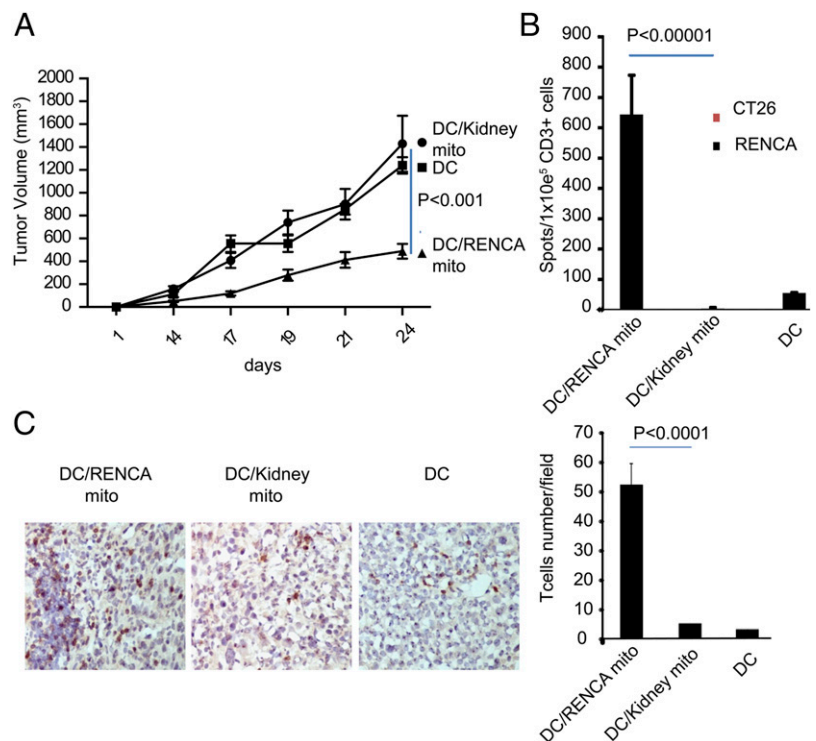 A
Tumor Volume (mm³)
2000
1800
1600
1400
1200
1000
800
600
400
200
0
1
14
17
19
21
24
days
DC/Kidney
mito
DC
P<0.001
DC/RENCA
mito
B
Spots/1x10e⁵ CD3+ cells
900
800
700
600
500
400
300
200
100
0
P<0.00001
CT26
RENCA
DC/RENCA mito
DC/Kidney mito
DC
C
DC/RENCA
mito
DC/Kidney
mito
DC
Tcells number/field
70
60
50
40
30
20
10
0
P<0.0001
DC/RENCA mito
DC/Kidney mito
DC